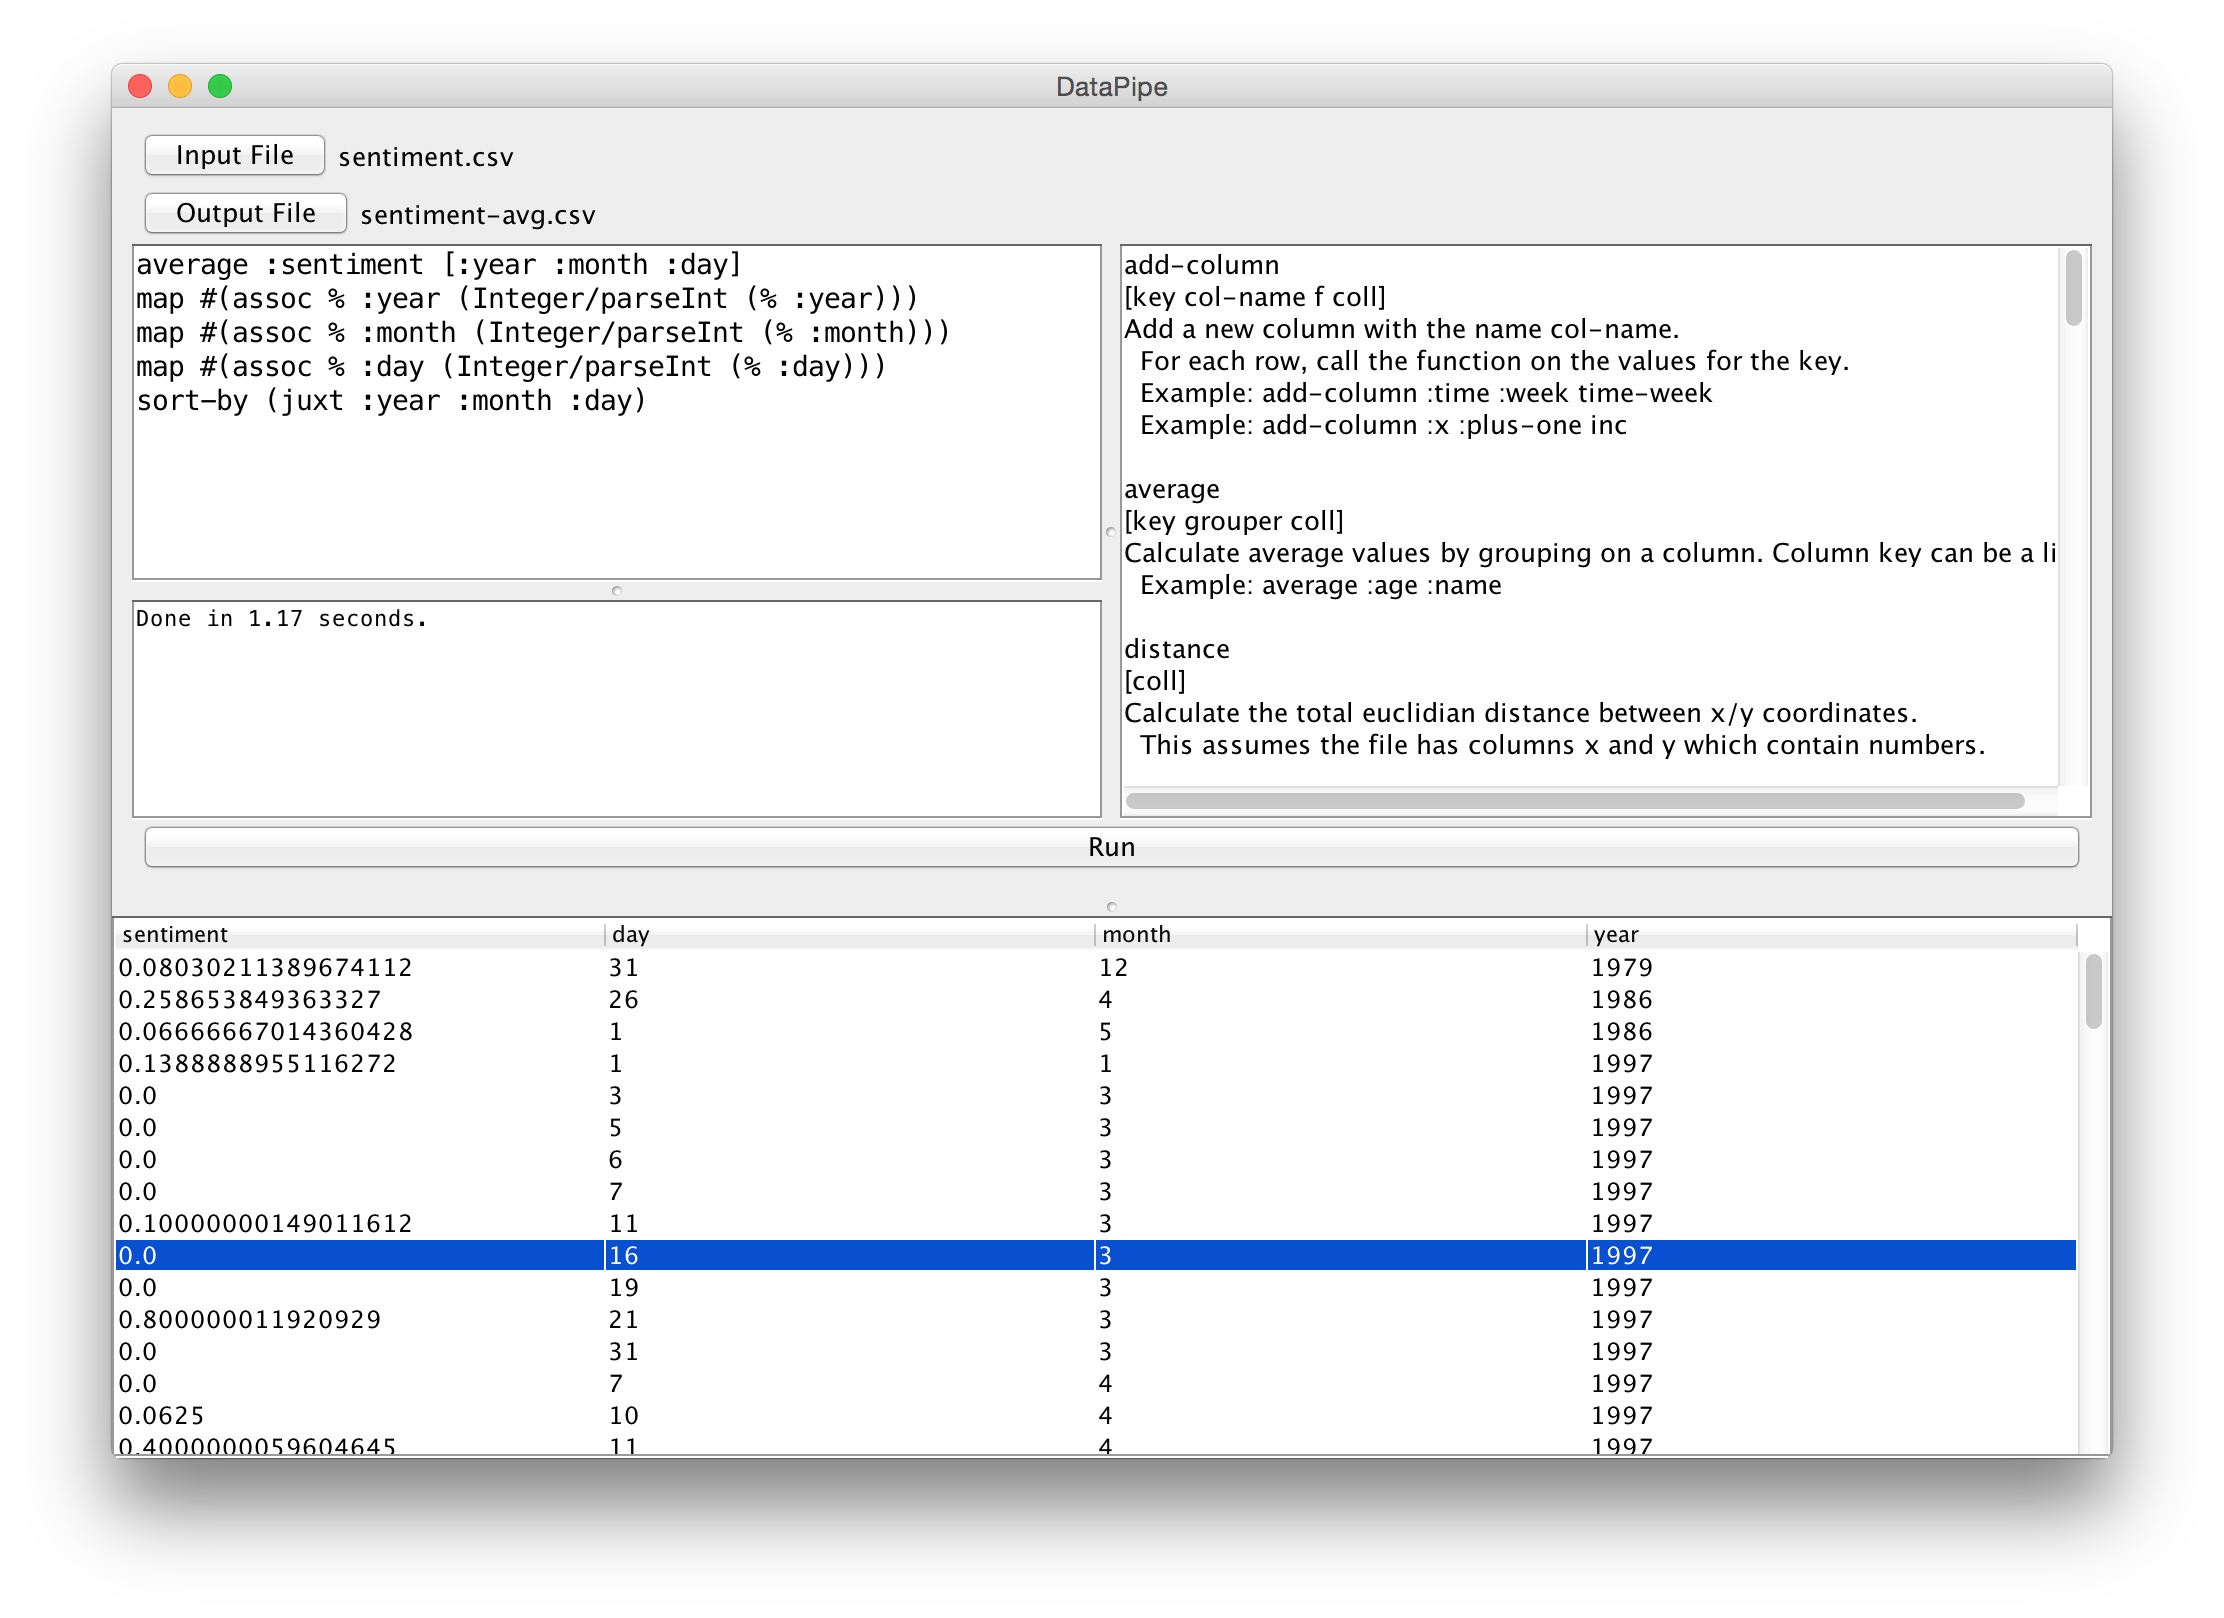 DataPipe
Input File sentiment.csv
Output File sentiment-avg.csv
average :sentiment [:year :month :day]
map #(assoc % :year (Integer/parseInt (% :year)))
map #(assoc % :month (Integer/parseInt (% :month)))
map #(assoc % :day (Integer/parseInt (% :day)))
sort-by (juxt :year :month :day)
Done in 1.17 seconds.
add-column
[key col-name f coll]
Add a new column with the name col-name.
For each row, call the function on the values for the key.
Example: add-column :time :week time-week
Example: add-column :x :plus-one inc
average
[key grouper coll]
Calculate average values by grouping on a column. Column key can be a li
Example: average :age :name
distance
[coll]
Calculate the total euclidian distance between x/y coordinates.
This assumes the file has columns x and y which contain numbers.
Run
sentiment day month year
0.08030211389674112 31 12 1979
0.258653849363327 26 4 1986
0.06666667014360428 1 5 1986
0.1388888955116272 1 1 1997
0.0 3 3 1997
0.0 5 3 1997
0.0 6 3 1997
0.0 7 3 1997
0.10000000149011612 11 3 1997
0.0 16 3 1997
0.0 19 3 1997
0.800000011920929 21 3 1997
0.0 31 3 1997
0.0 7 4 1997
0.0625 10 4 1997
0.4000000059604645 11 4 1997